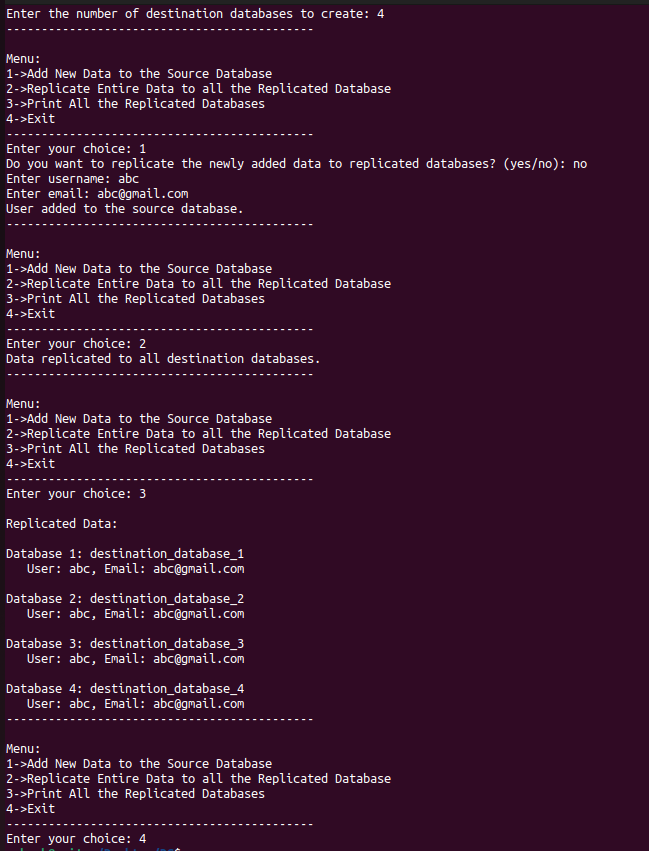 Enter the number of destination databases to create: 4
--------------------------------------------
Menu:
1->Add New Data to the Source Database
2->Replicate Entire Data to all the Replicated Database
3->Print All the Replicated Databases
4->Exit
--------------------------------------------
Enter your choice: 1
Do you want to replicate the newly added data to replicated databases? (yes/no): no
Enter username: abc
Enter email: abc@gmail.com
User added to the source database.
--------------------------------------------
Menu:
1->Add New Data to the Source Database
2->Replicate Entire Data to all the Replicated Database
3->Print All the Replicated Databases
4->Exit
--------------------------------------------
Enter your choice: 2
Data replicated to all destination databases.
--------------------------------------------
Menu:
1->Add New Data to the Source Database
2->Replicate Entire Data to all the Replicated Database
3->Print All the Replicated Databases
4->Exit
--------------------------------------------
Enter your choice: 3
Replicated Data:
Database 1: destination_database_1
   User: abc, Email: abc@gmail.com
Database 2: destination_database_2
   User: abc, Email: abc@gmail.com
Database 3: destination_database_3
   User: abc, Email: abc@gmail.com
Database 4: destination_database_4
   User: abc, Email: abc@gmail.com
--------------------------------------------
Menu:
1->Add New Data to the Source Database
2->Replicate Entire Data to all the Replicated Database
3->Print All the Replicated Databases
4->Exit
--------------------------------------------
Enter your choice: 4